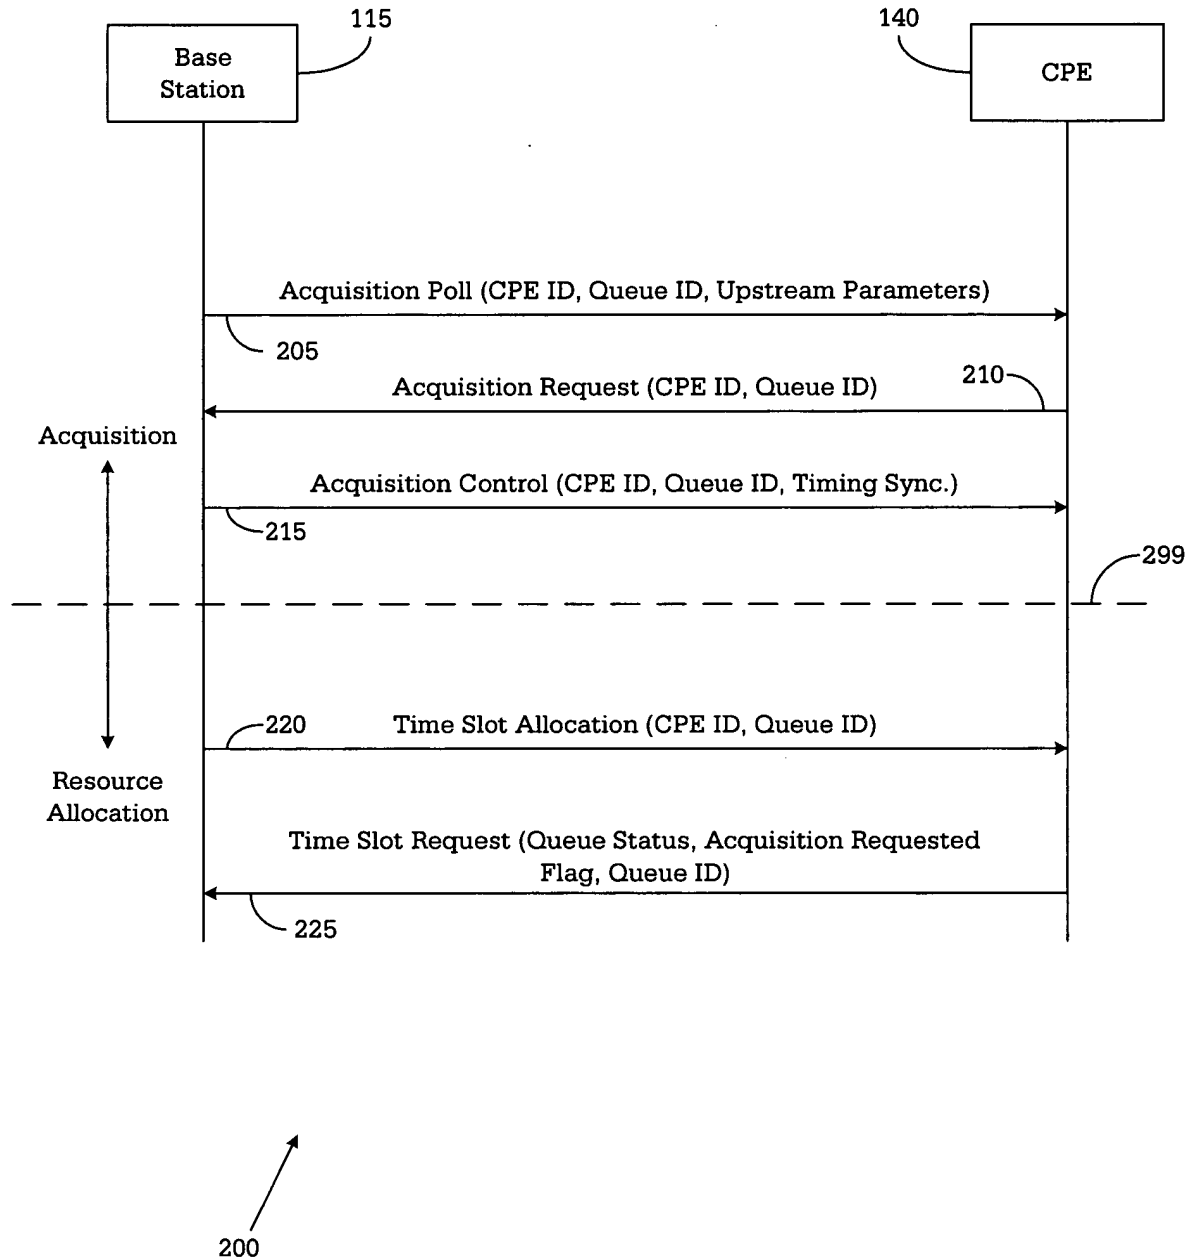 115
140
Base
Station
CPE
Acquisition Poll (CPE ID, Queue ID, Upstream Parameters)
205
Acquisition Request (CPE ID, Queue ID)
210
Acquisition
Acquisition Control (CPE ID, Queue ID, Timing Sync.)
215
299
220
Time Slot Allocation (CPE ID, Queue ID)
Resource
Allocation
Time Slot Request (Queue Status, Acquisition Requested
Flag, Queue ID)
225
200